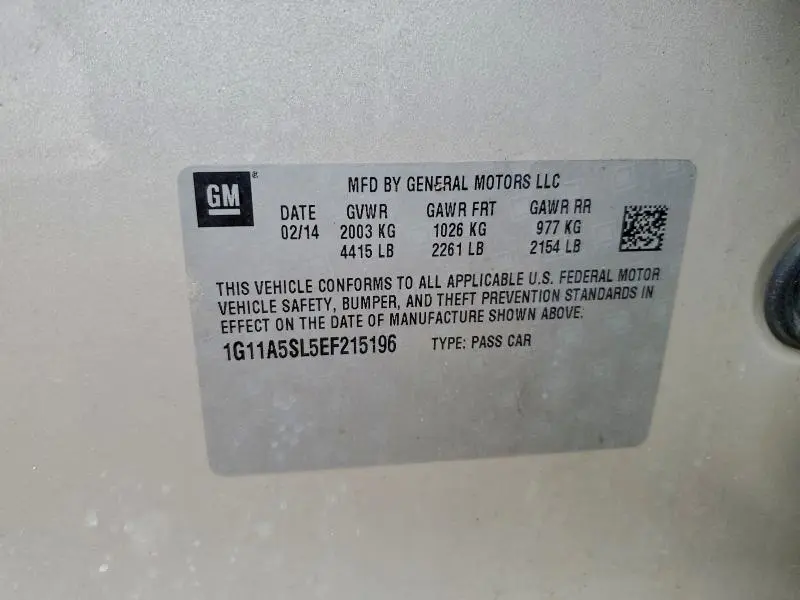 GM®
MFD BY GENERAL MOTORS LLC
DATE GVWR GAWR FRT GAWR RR
02/14 2003 KG 1026 KG 977 KG
4415 LB 2261 LB 2154 LB
THIS VEHICLE CONFORMS TO ALL APPLICABLE U.S. FEDERAL MOTOR
VEHICLE SAFETY, BUMPER, AND THEFT PREVENTION STANDARDS IN
EFFECT ON THE DATE OF MANUFACTURE SHOWN ABOVE.
1G11A5SL5EF215196 TYPE: PASS CAR